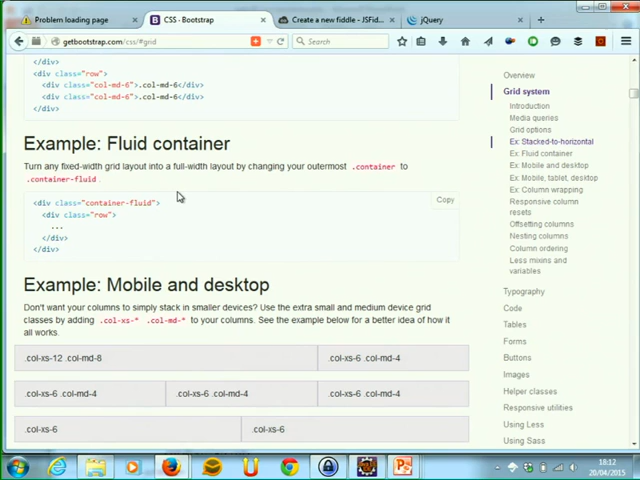 Problem loading page
CSS · Bootstrap
Create a new fiddle - JSFid...
jQuery
getbootstrap.com/css/#grid
Search
</div>
<div class="row">
<div class="col-md-6">.col-md-6</div>
<div class="col-md-6">.col-md-6</div>
</div>
Example: Fluid container
Turn any fixed-width grid layout into a full-width layout by changing your outermost .container to
.container-fluid .
Copy
<div class="container-fluid">
<div class="row">
...
</div>
</div>
Example: Mobile and desktop
Don't want your columns to simply stack in smaller devices? Use the extra small and medium device grid
classes by adding .col-xs-* .col-md-* to your columns. See the example below for a better idea of how it
all works.
.col-xs-12 .col-md-8
.col-xs-6 .col-md-4
.col-xs-6 .col-md-4
.col-xs-6 .col-md-4
.col-xs-6 .col-md-4
.col-xs-6
.col-xs-6
Overview
Grid system
Introduction
Media queries
Grid options
Ex: Stacked-to-horizontal
Ex: Fluid container
Ex: Mobile and desktop
Ex: Mobile, tablet, desktop
Ex: Column wrapping
Responsive column
resets
Offsetting columns
Nesting columns
Column ordering
Less mixins and
variables
Typography
Code
Tables
Forms
Buttons
Images
Helper classes
Responsive utilities
Using Less
Using Sass
18:12
20/04/2015